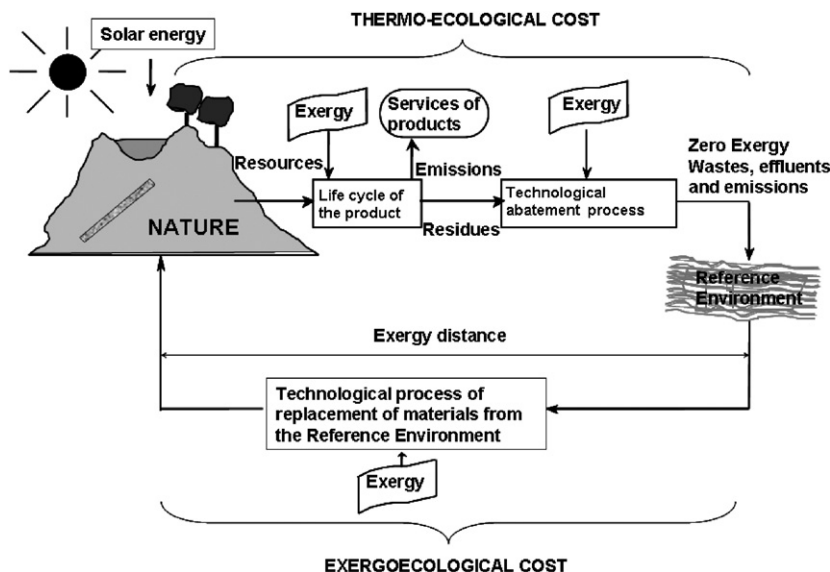 THERMO-ECOLOGICAL COST
Solar energy
Exergy
Services of
products
Exergy
Resources
Emissions
Zero Exergy
Wastes, effluents
and emissions
Life cycle of
the product
Technological
abatement process
NATURE
Residues
Reference
Environment
Exergy distance
Technological process of
replacement of materials from
the Reference Environment
Exergy
EXERGOECOLOGICAL COST